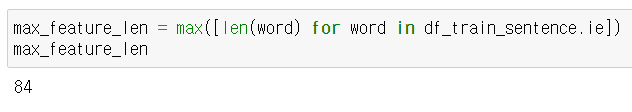 max_feature_len = max([len(word) for word in df_train_sentence.ie])
max_feature_len
84